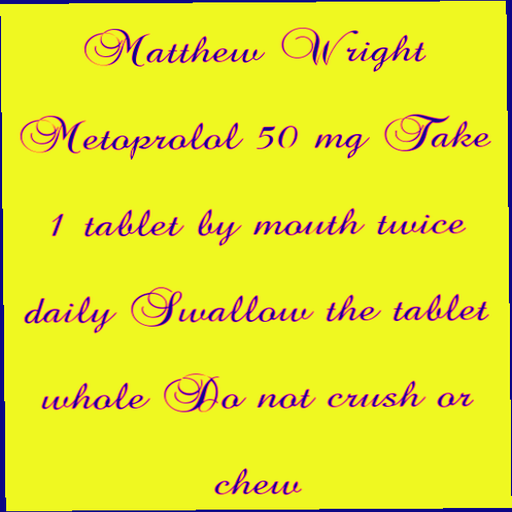 Matthew Wright
Metoprolol 50 mg Take
1 tablet by mouth twice
daily Swallow the tablet
whole Do not crush or
chew